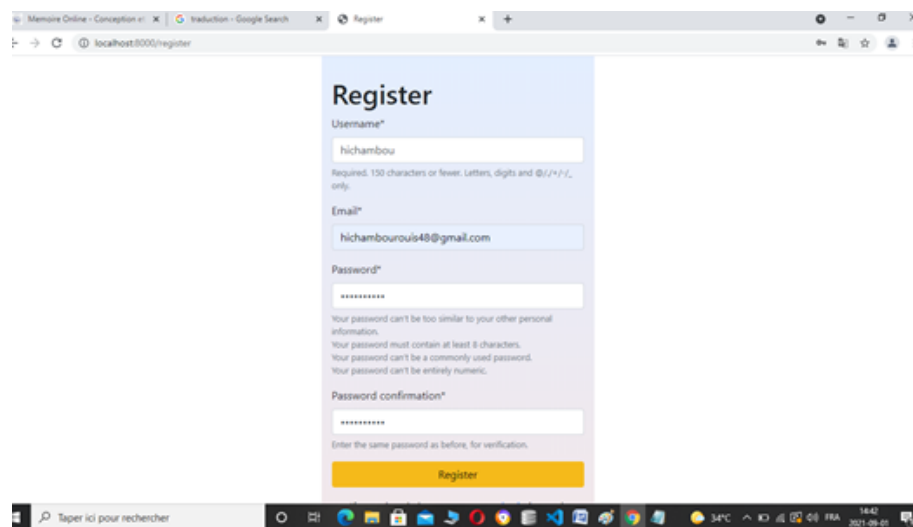 Memoire Online - Conception et
traduction - Google Search
Register
localhost:8000/register
Register
Username*
hichambou
Required. 150 characters or fewer. Letters, digits and @/./+/-/_
only.
Email*
hichambourouis48@gmail.com
Password*
••••••••••
Your password can't be too similar to your other personal
information.
Your password must contain at least 8 characters.
Your password can't be a commonly used password.
Your password can't be entirely numeric.
Password confirmation*
••••••••••
Enter the same password as before, for verification.
Register
Taper ici pour rechercher
34°C
FRA
14:42
2021-09-01